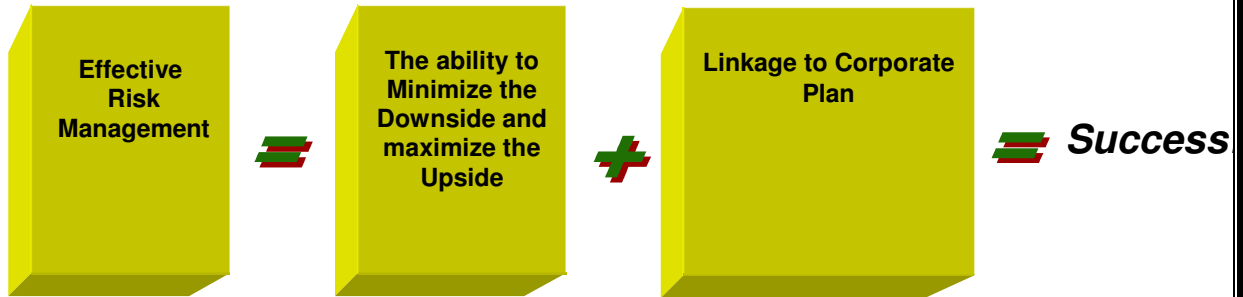 Effective
Risk
Management
=
The ability to
Minimize the
Downside and
maximize the
Upside
+
Linkage to Corporate
Plan
=
Success